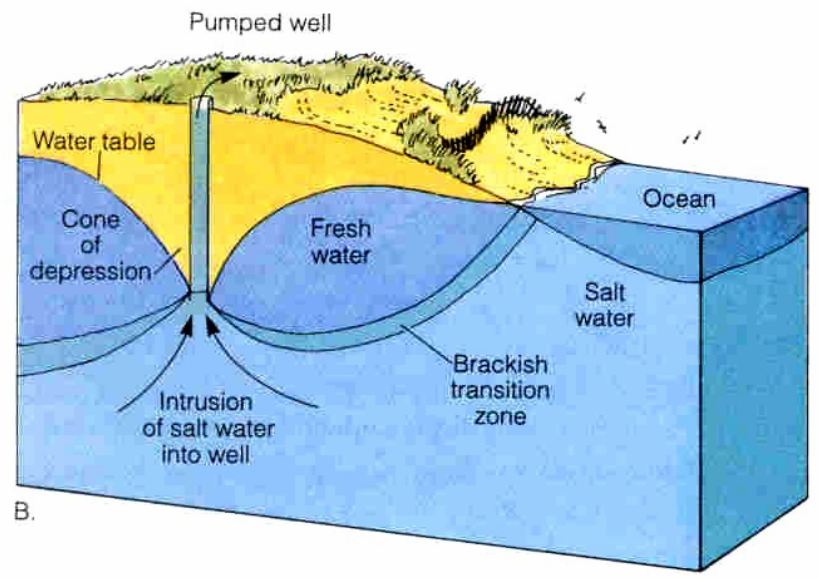 Pumped well
Water table
Ocean
Cone
of
depression
Fresh
water
Salt
water
Brackish
transition
zone
Intrusion
of salt water
into well
B.